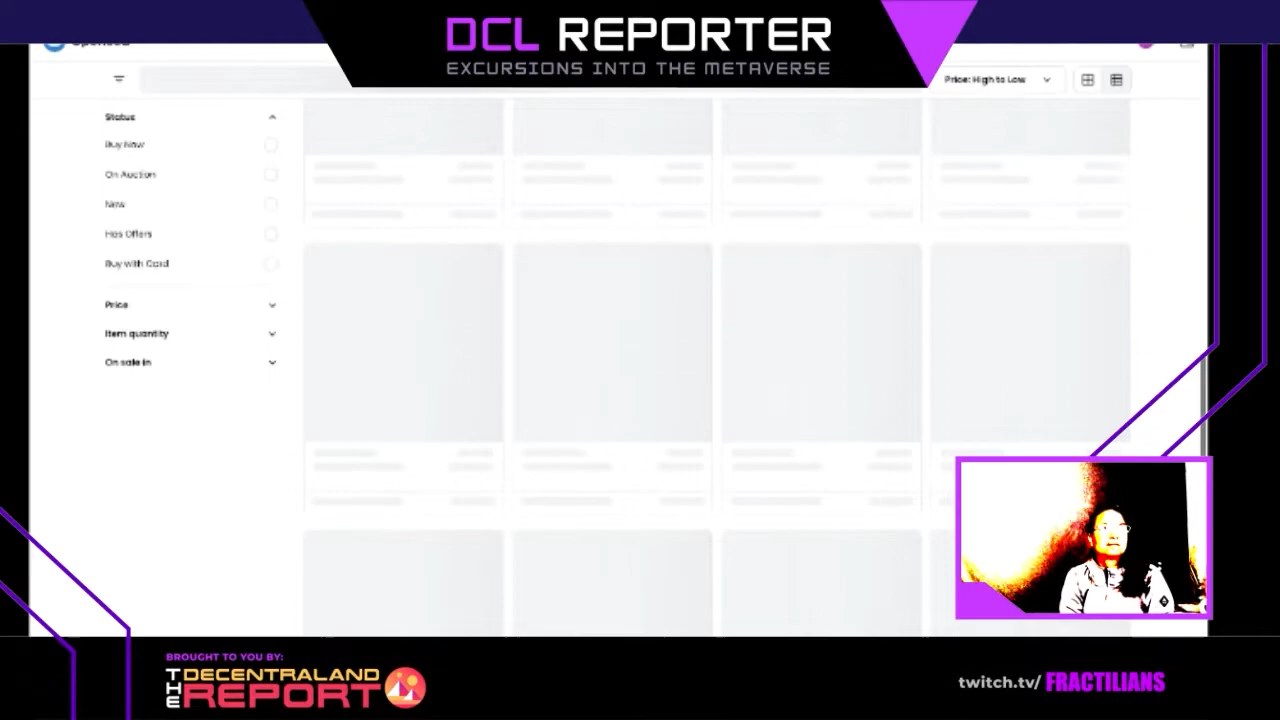 DCL REPORTER
EXCURSIONS INTO THE METAVERSE
Price: High to Low
Status
Buy Now
On Auction
New
Has Offers
Buy with Card
Price
Item quantity
On sale in
BROUGHT TO YOU BY:
THE DECENTRALAND REPORT
twitch.tv/ FRACTILIANS